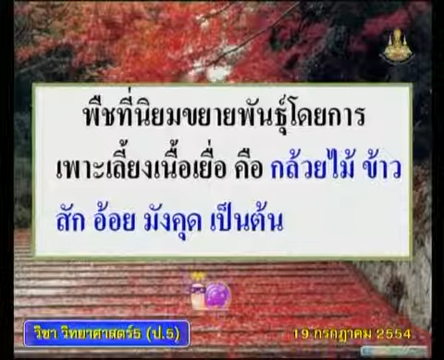 พืชที่นิยมขยายพันธุ์โดยการ
เพาะเลี้ยงเนื้อเยื่อ คือ กล้วยไม้ ข้าว
สัก อ้อย มังคุด เป็นต้น
วิชา วิทยาศาสตร์5 (ป.5)
19 กรกฎาคม 2554